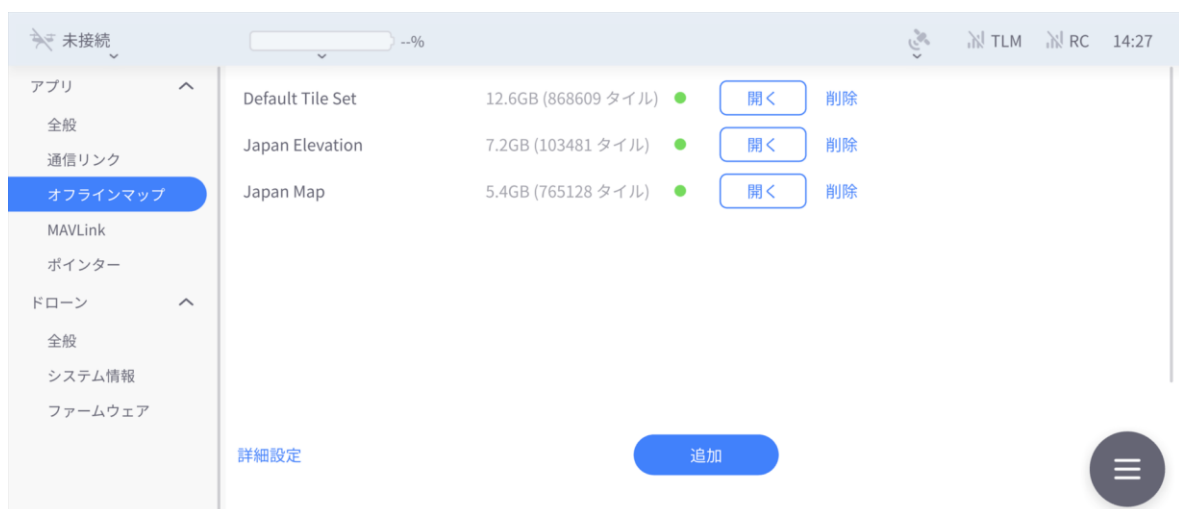 未接続 --% TLM RC 14:27
アプリ
全般
通信リンク
オフラインマップ
MAVLink
ポインター
ドローン
全般
システム情報
ファームウェア
Default Tile Set 12.6GB (868609 タイル) 開く 削除
Japan Elevation 7.2GB (103481 タイル) 開く 削除
Japan Map 5.4GB (765128 タイル) 開く 削除
詳細設定 追加